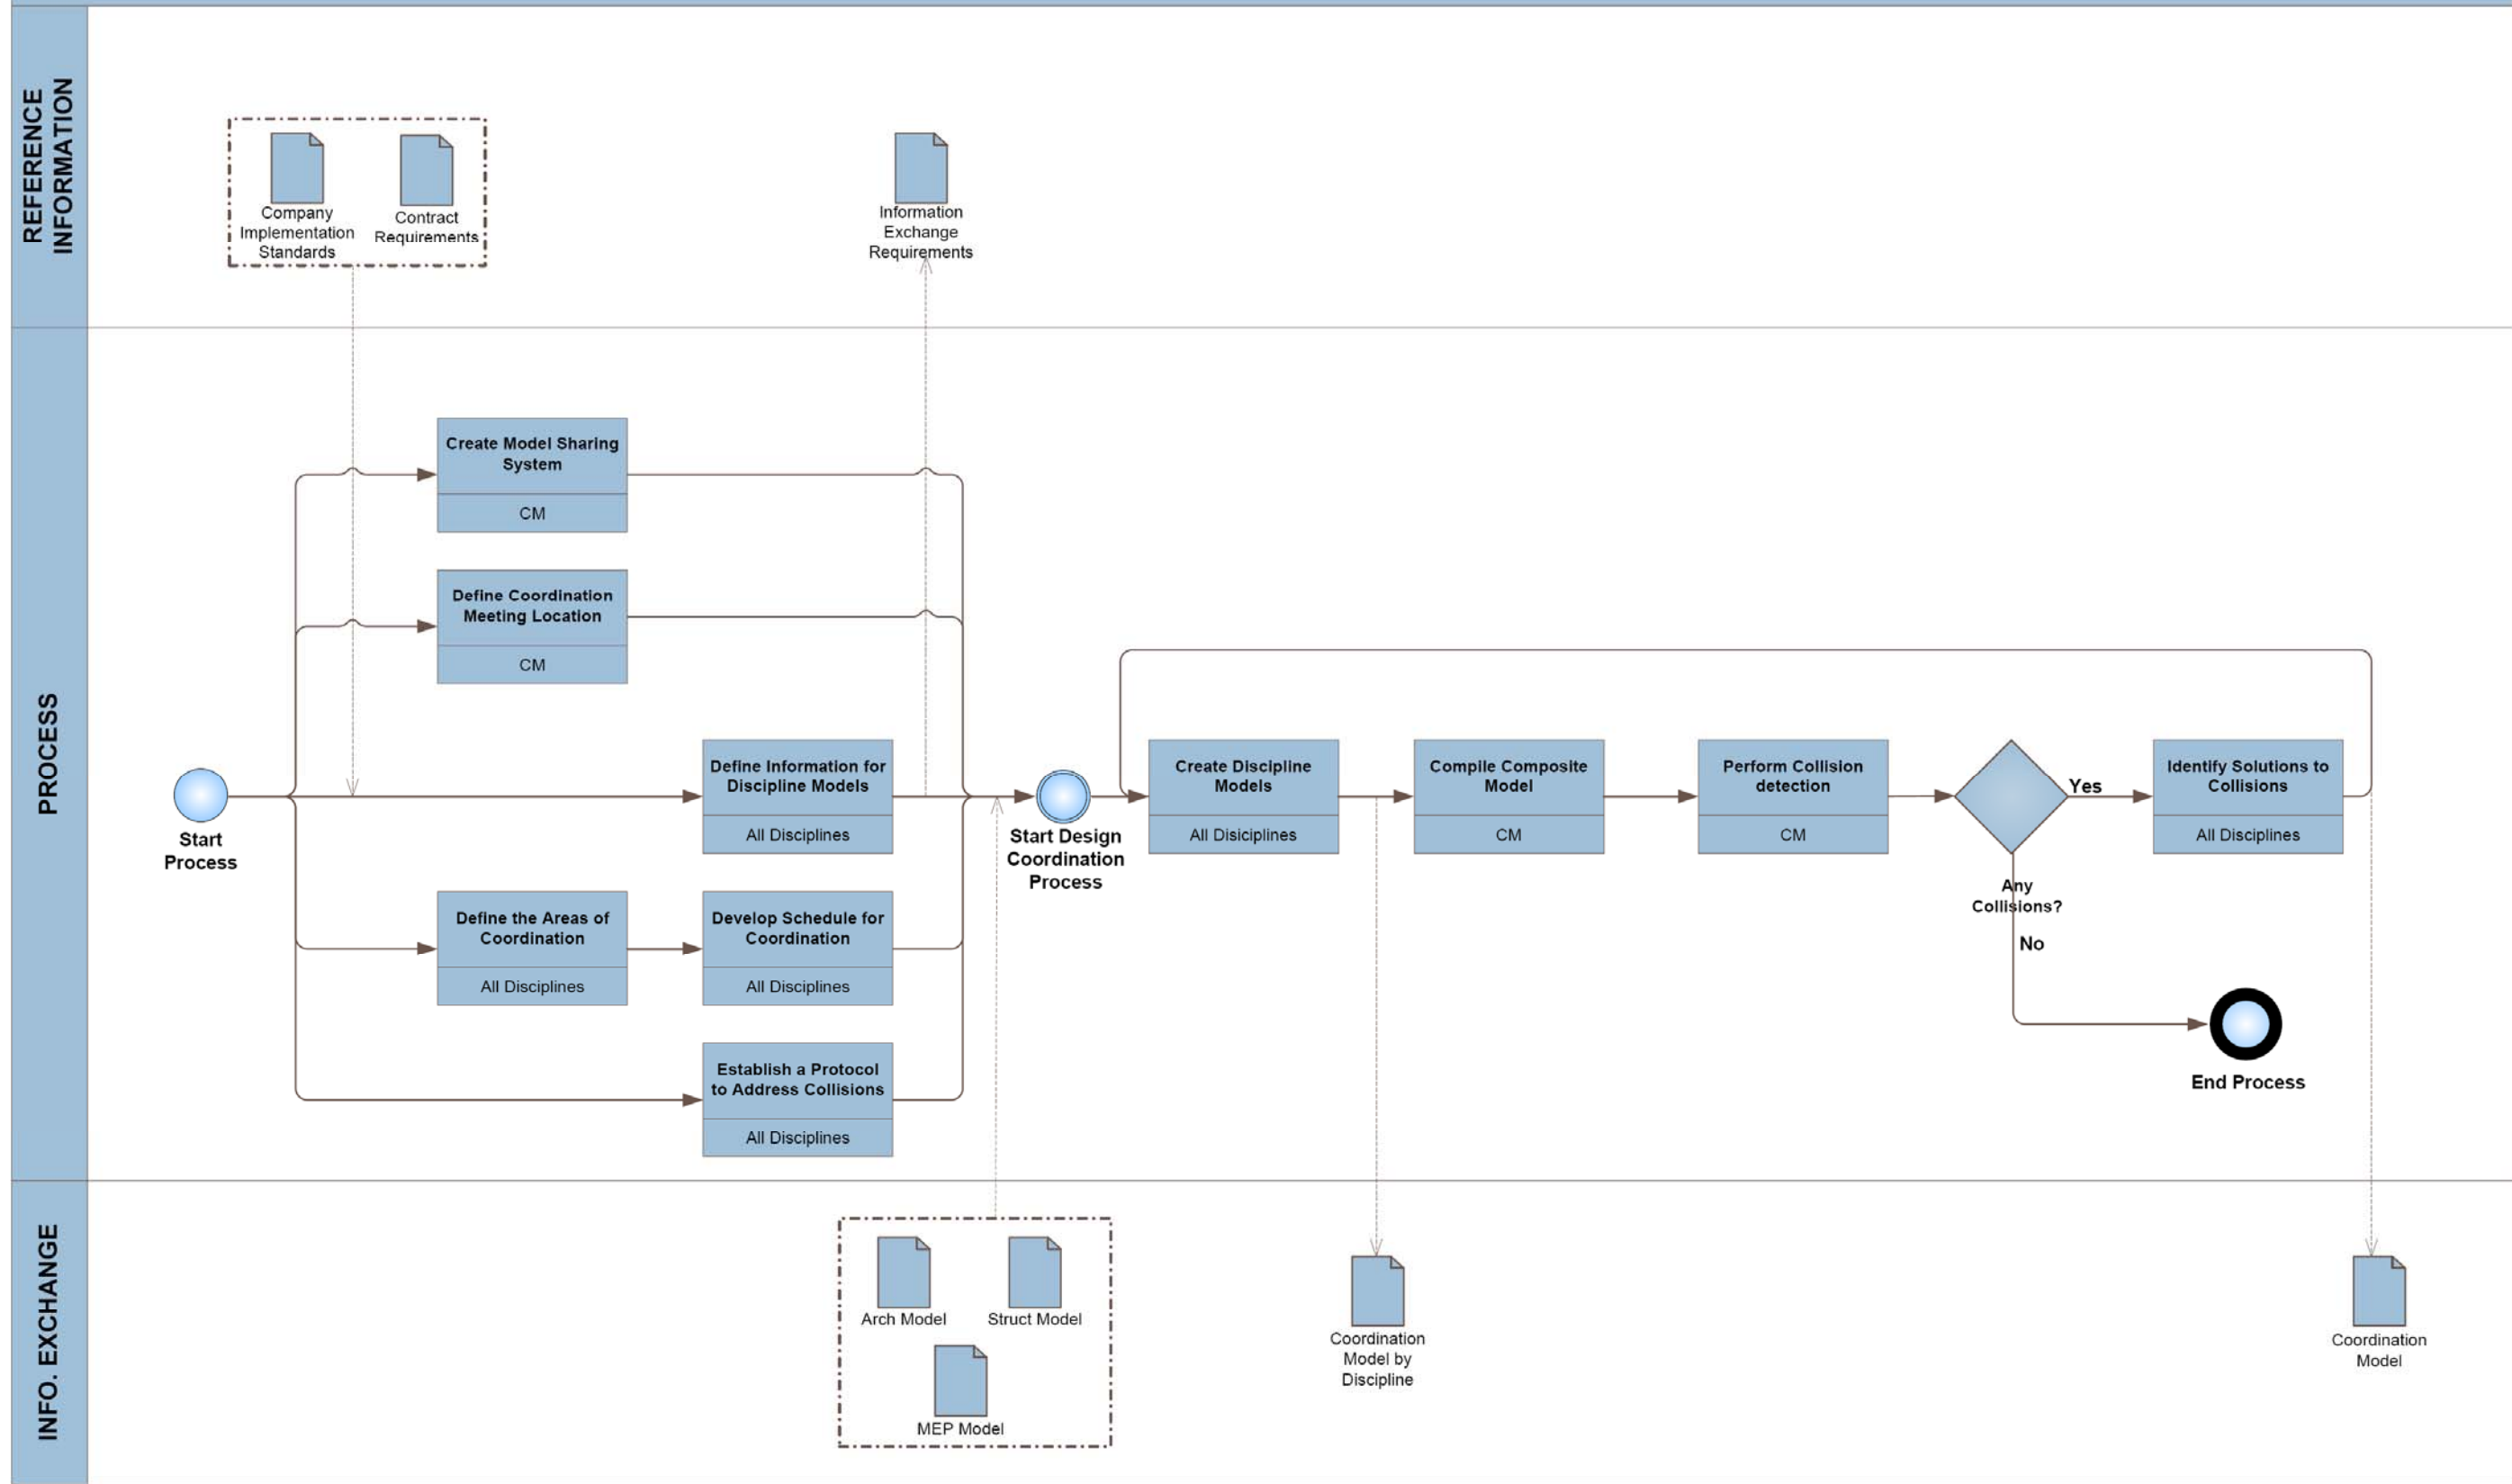 REFERENCE
INFORMATION
Company
Implementation
Standards
Contract
Requirements
Information
Exchange
Requirements
PROCESS
Start
Process
Create Model Sharing
System
CM
Define Coordination
Meeting Location
CM
Define Information for
Discipline Models
All Disciplines
Define the Areas of
Coordination
All Disciplines
Develop Schedule for
Coordination
All Disciplines
Establish a Protocol
to Address Collisions
All Disciplines
Start Design
Coordination
Process
Create Discipline
Models
All Disiciplines
Compile Composite
Model
CM
Perform Collision
detection
CM
Any
Collisions?
Yes
No
Identify Solutions to
Collisions
All Disciplines
End Process
INFO. EXCHANGE
Arch Model
Struct Model
MEP Model
Coordination
Model by
Discipline
Coordination
Model